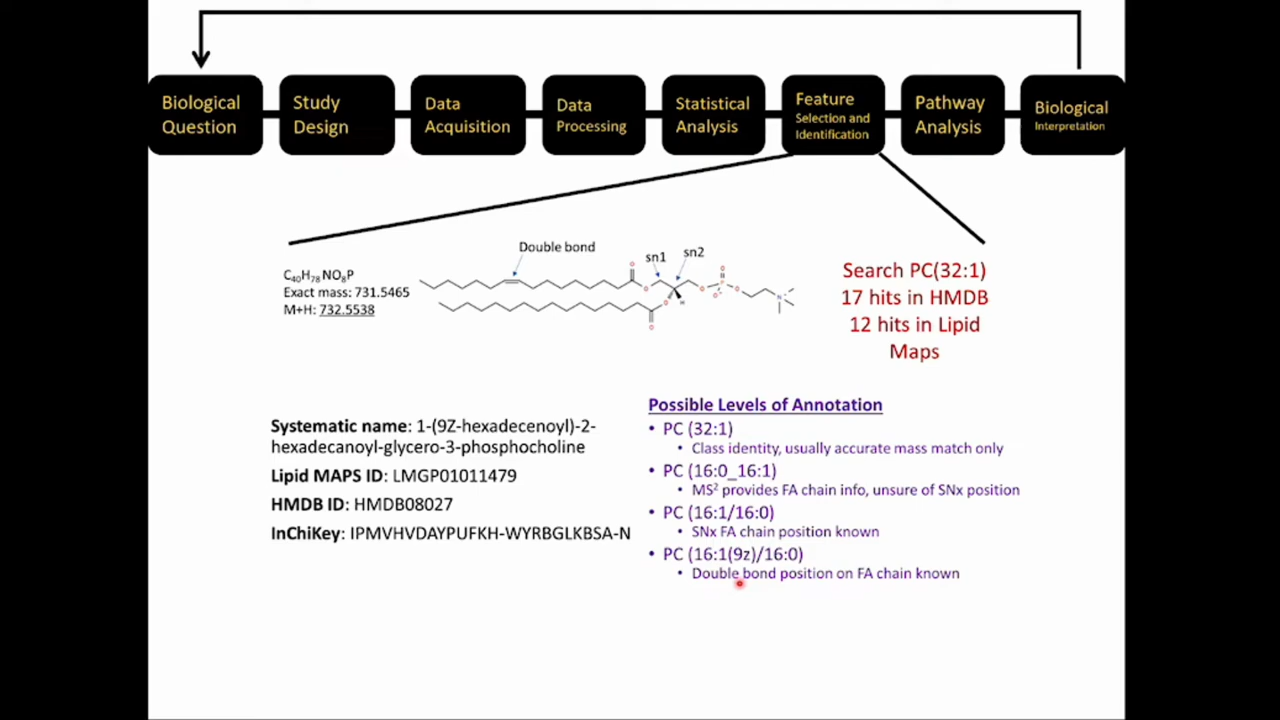 Biological
Question
Study
Design
Data
Acquisition
Data
Processing
Statistical
Analysis
Feature
Selection and
Identification
Pathway
Analysis
Biological
Interpretation
C40H78NO8P
Exact mass: 731.5465
M+H: 732.5538
Double bond
sn1
sn2
Search PC(32:1)
17 hits in HMDB
12 hits in Lipid
Maps
Systematic name: 1-(9Z-hexadecenoyl)-2-
hexadecanoyl-glycero-3-phosphocholine
Lipid MAPS ID: LMGP01011479
HMDB ID: HMDB08027
InChiKey: IPMVHVDAYPUFKH-WYRBGLKBSA-N
Possible Levels of Annotation
• PC (32:1)
• Class identity, usually accurate mass match only
• PC (16:0_16:1)
• MS² provides FA chain info, unsure of SNx position
• PC (16:1/16:0)
• SNx FA chain position known
• PC (16:1(9z)/16:0)
• Double bond position on FA chain known